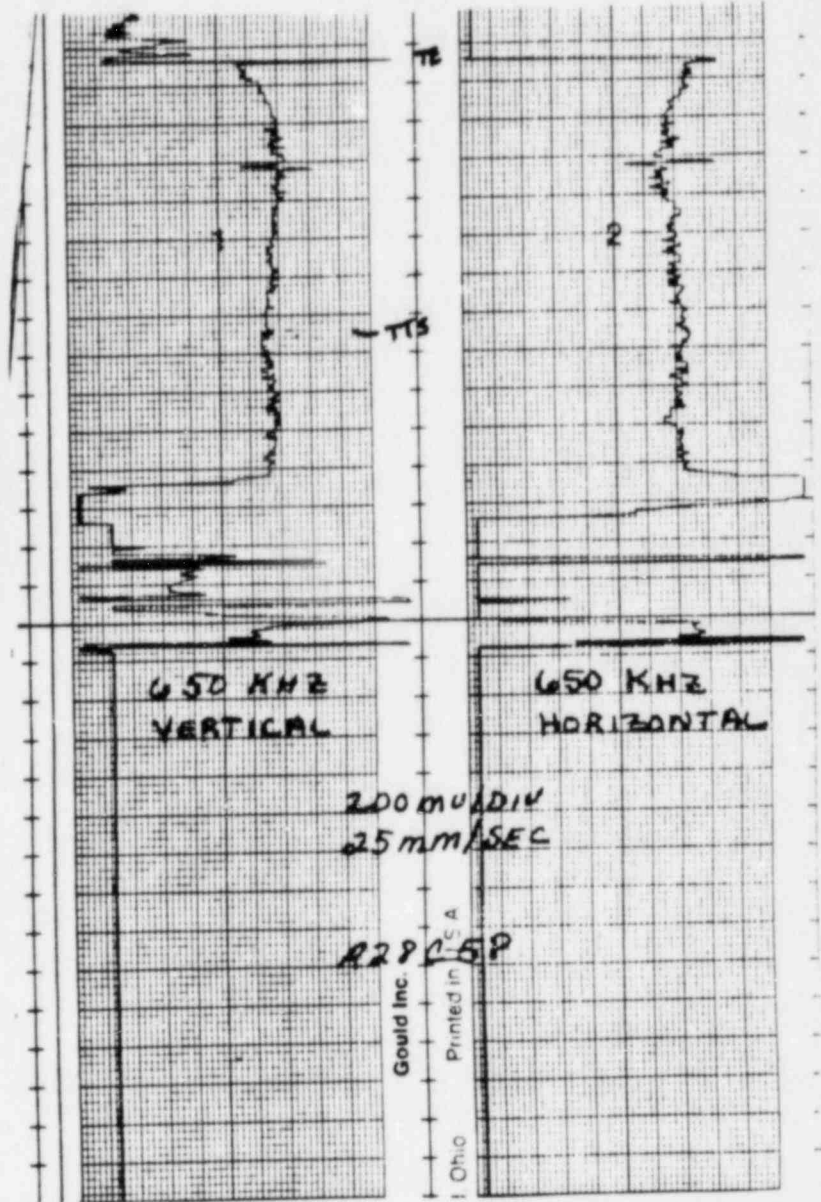 TE
1
2
TTS
650 KHZ
VERTICAL
650 KHZ
HORIZONTAL
200 mV/DIV
.25 mm/SEC
R28C58
Gould Inc.
Ohio Printed in USA